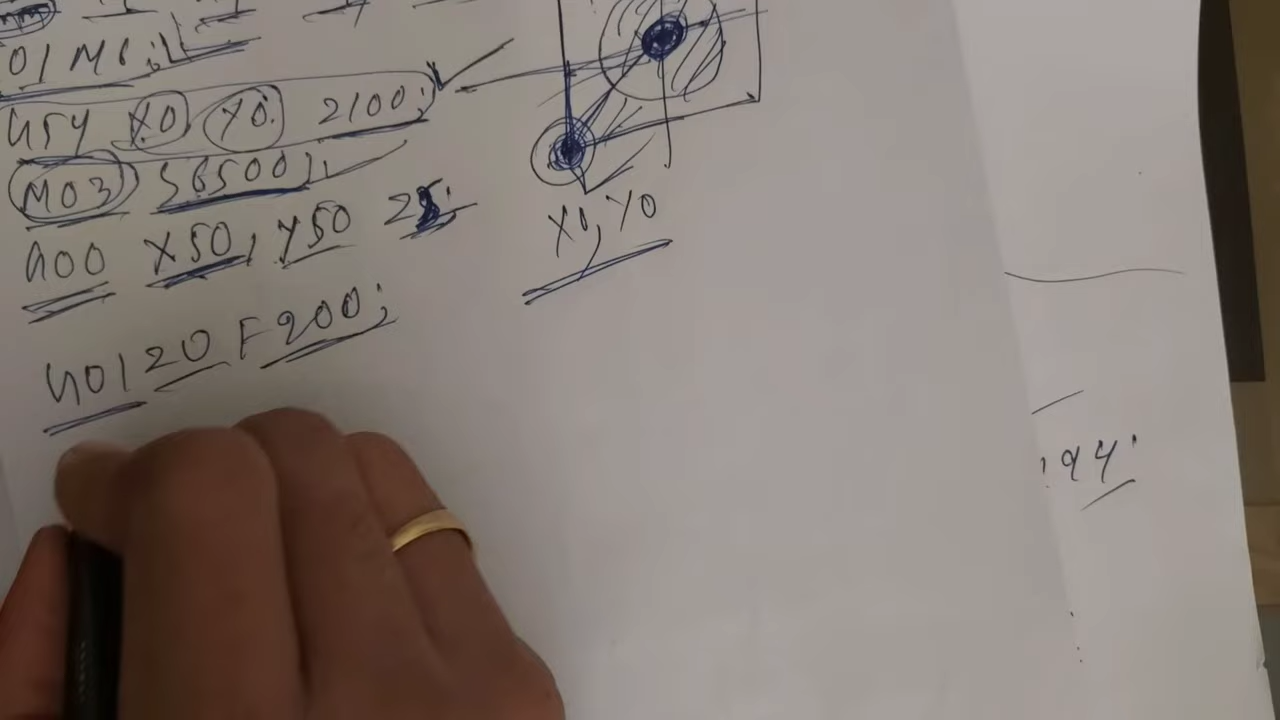 01 M6;
G54 X0, Y0; Z100;
M03 S6500;
G00 X50, Y50 Z5;
G01 Z0 F200;
X0, Y0